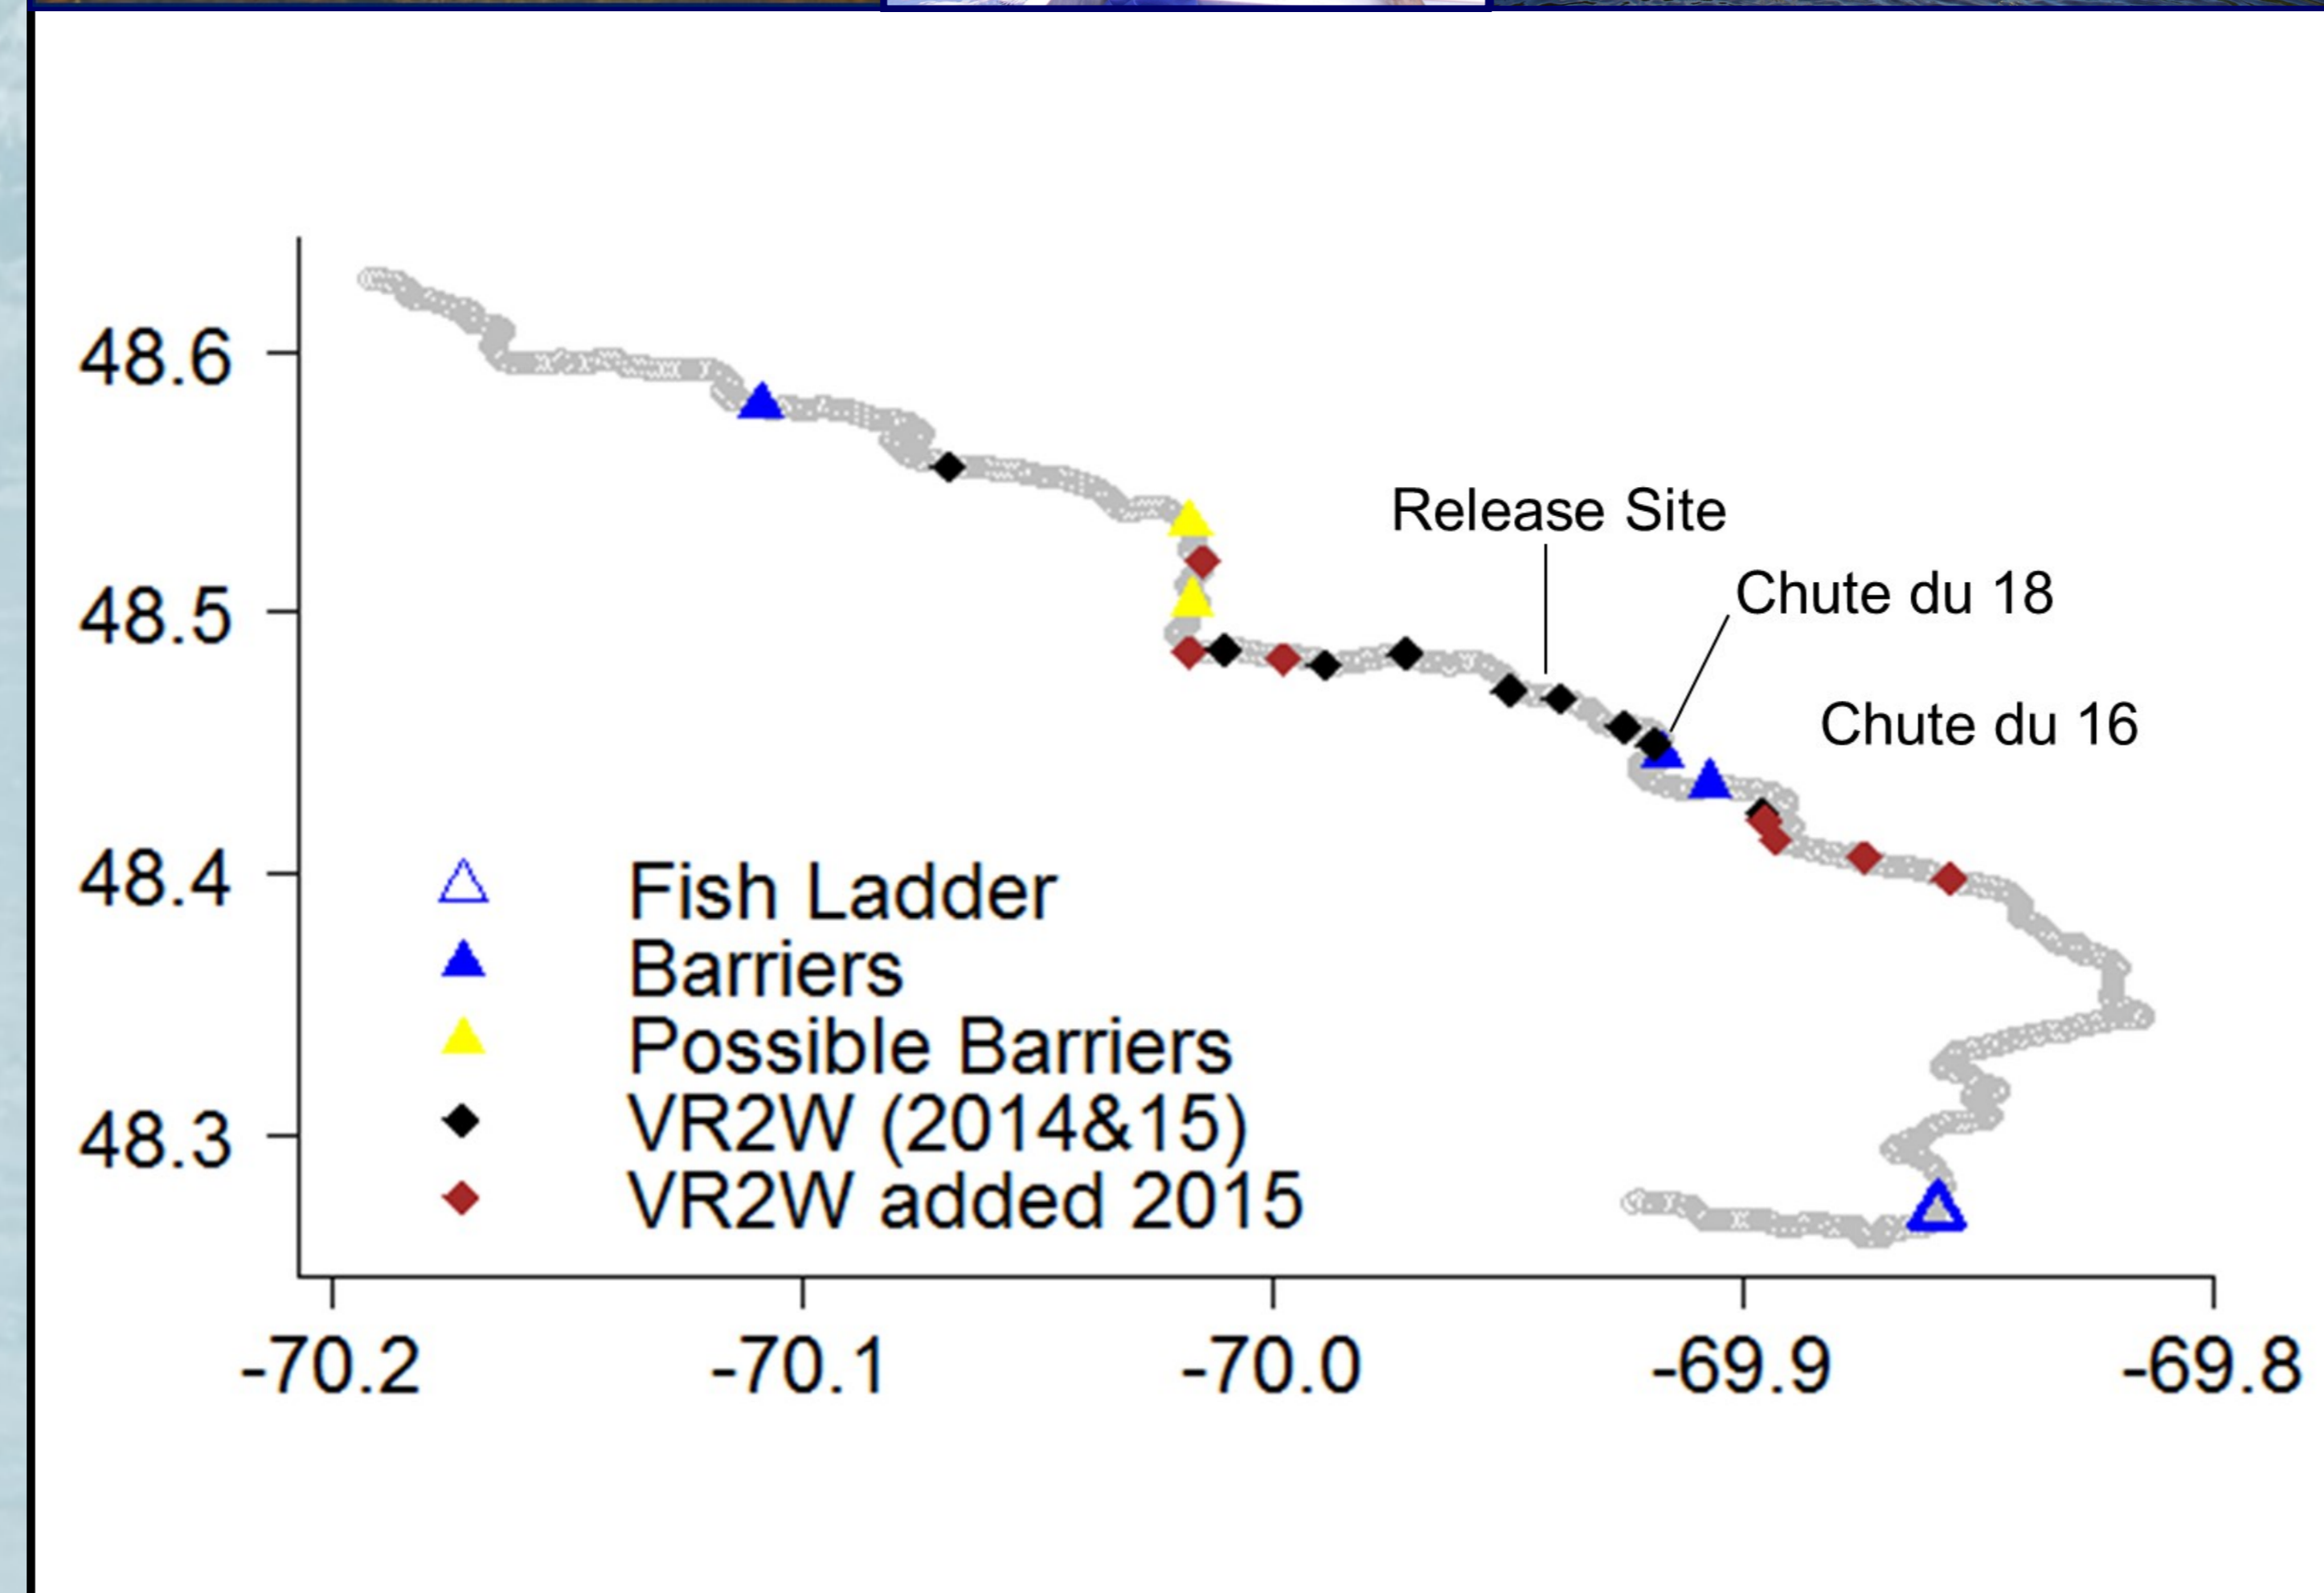 48.6
48.5
48.4
48.3
Release Site
Chute du 18
Chute du 16
Fish Ladder
Barriers
Possible Barriers
VR2W (2014&15)
VR2W added 2015
-70.2
-70.1
-70.0
-69.9
-69.8